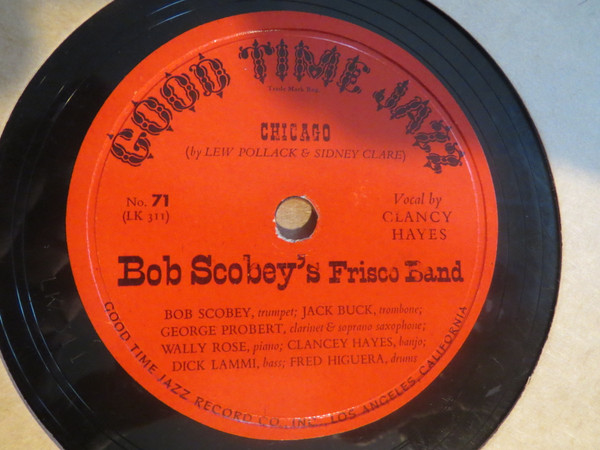 GOOD TIME JAZZ
Trade Mark Reg.
CHICAGO
(by LEW POLLACK & SIDNEY CLARE)
No. 71
(LK 311)
Vocal by
CLANCY
HAYES
Bob Scobey's Frisco Band
BOB SCOBEY, trumpet; JACK BUCK, trombone;
GEORGE PROBERT, clarinet & soprano saxophone;
WALLY ROSE, piano; CLANCEY HAYES, banjo;
DICK LAMMI, bass; FRED HIGUERA, drums
GOOD TIME JAZZ RECORD CO., INC., LOS ANGELES, CALIFORNIA